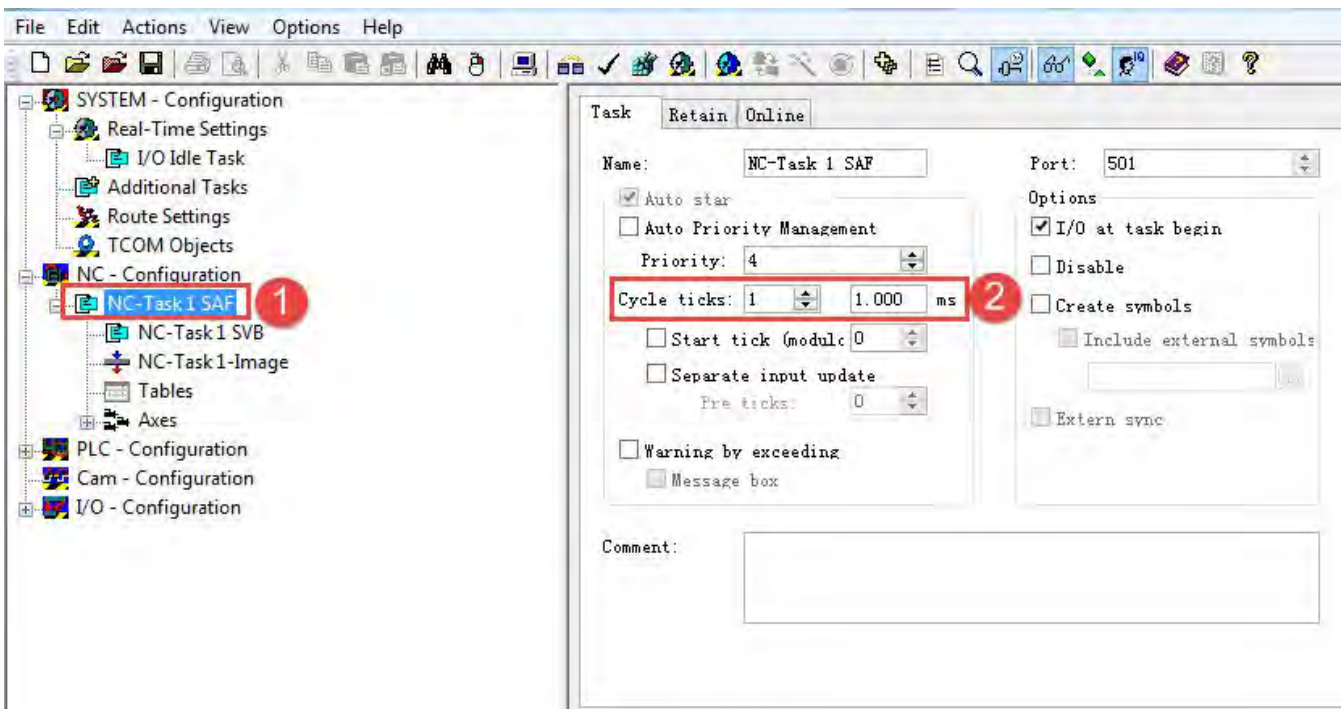 File Edit Actions View Options Help
SYSTEM - Configuration
Real-Time Settings
I/O Idle Task
Additional Tasks
Route Settings
TCOM Objects
NC - Configuration
NC-Task 1 SAF
1
NC-Task 1 SVB
NC-Task 1-Image
Tables
Axes
PLC - Configuration
Cam - Configuration
I/O - Configuration
Task Retain Online
Name: NC-Task 1 SAF Port: 501
Auto star Options
Auto Priority Management I/O at task begin
Priority: 4 Disable
Cycle ticks: 1 1.000 ms 2 Create symbols
Start tick (modulc 0 Include external symbols
Separate input update
Pre ticks: 0 Extern sync
Warning by exceeding
Message box
Comment: